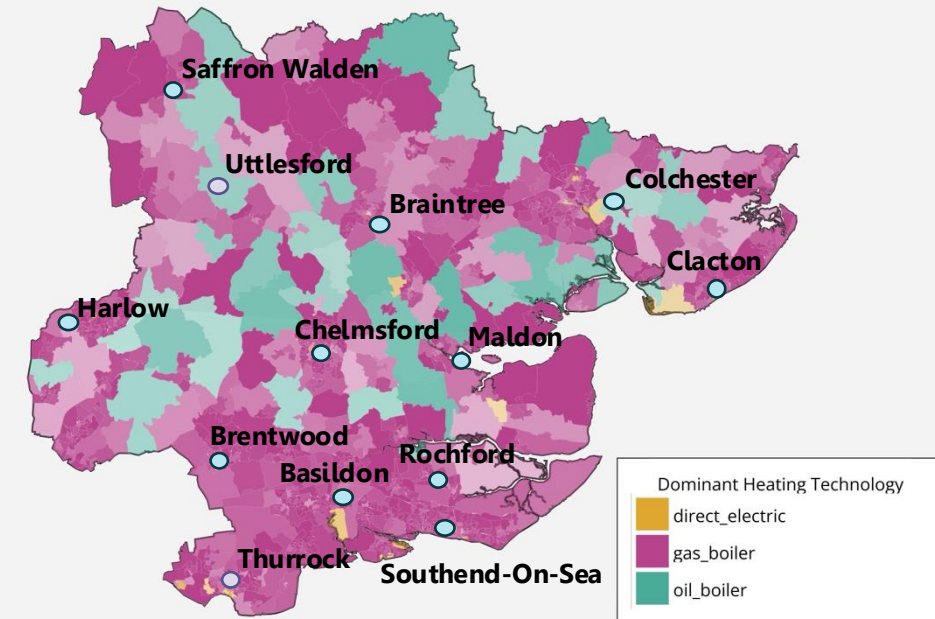 Saffron Walden
Uttlesford
Colchester
Braintree
Clacton
Harlow
Chelmsford
Maldon
Brentwood
Rochford
Basildon
Thurrock
Southend-On-Sea
Dominant Heating Technology
direct_electric
gas_boiler
oil_boiler